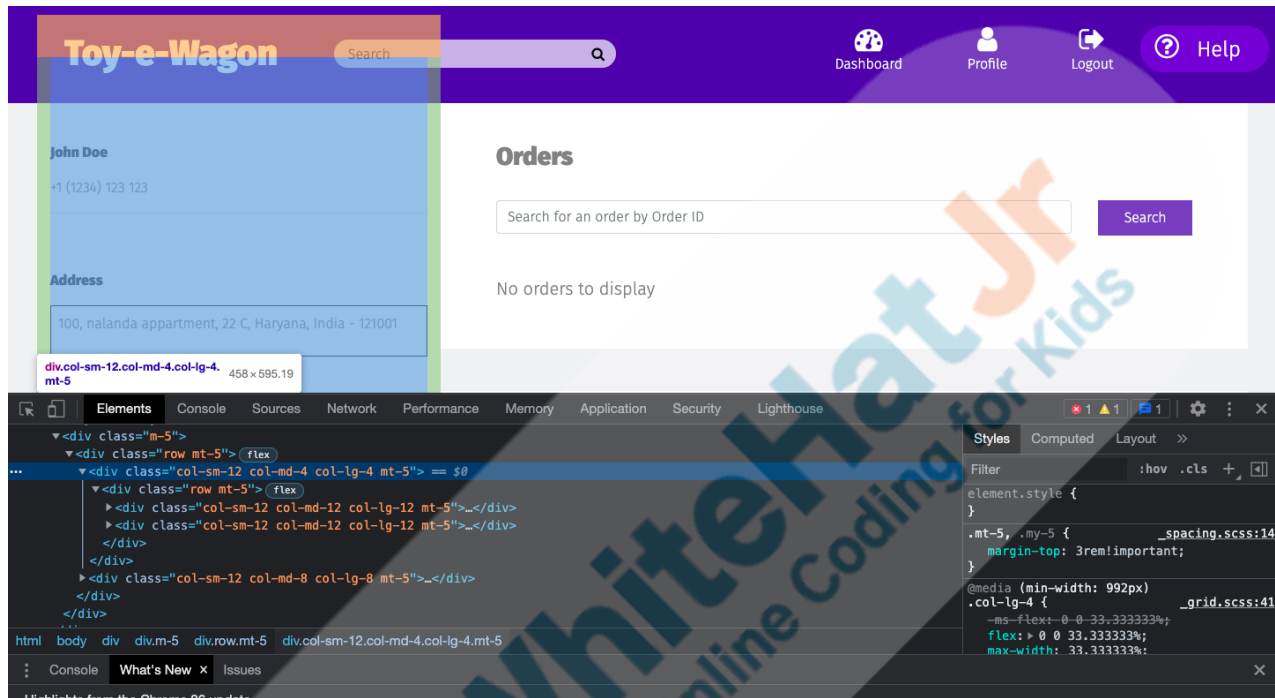 Toy-e-Wagon
Search
Dashboard
Profile
Logout
Help
John Doe
+1 (1234) 123 123
Orders
Search for an order by Order ID
Search
Address
No orders to display
100, nalanda appartment, 22 C, Haryana, India - 121001
div.col-sm-12.col-md-4.col-lg-4.
mt-5
458 × 595.19
Elements Console Sources Network Performance Memory Application Security Lighthouse 1 1 1
▼<div class="m-5">
▼<div class="row mt-5"> flex
… ▼<div class="col-sm-12 col-md-4 col-lg-4 mt-5"> == $0
▼<div class="row mt-5"> flex
▶<div class="col-sm-12 col-md-12 col-lg-12 mt-5">…</div>
▶<div class="col-sm-12 col-md-12 col-lg-12 mt-5">…</div>
</div>
</div>
▶<div class="col-sm-12 col-md-8 col-lg-8 mt-5">…</div>
</div>
</div>
html body div div.m-5 div.row.mt-5 div.col-sm-12.col-md-4.col-lg-4.mt-5
Styles Computed Layout »
Filter :hov .cls +
element.style {
}
.mt-5, .my-5 { _spacing.scss:14
margin-top: 3rem!important;
}
@media (min-width: 992px)
.col-lg-4 { _grid.scss:41
-ms-flex: 0 0 33.333333%;
flex: ▶ 0 0 33.333333%;
max-width: 33.333333%;
Console What's New × Issues
Highlights from the Chrome 96 update
WhiteHat Jr
Online Coding for Kids